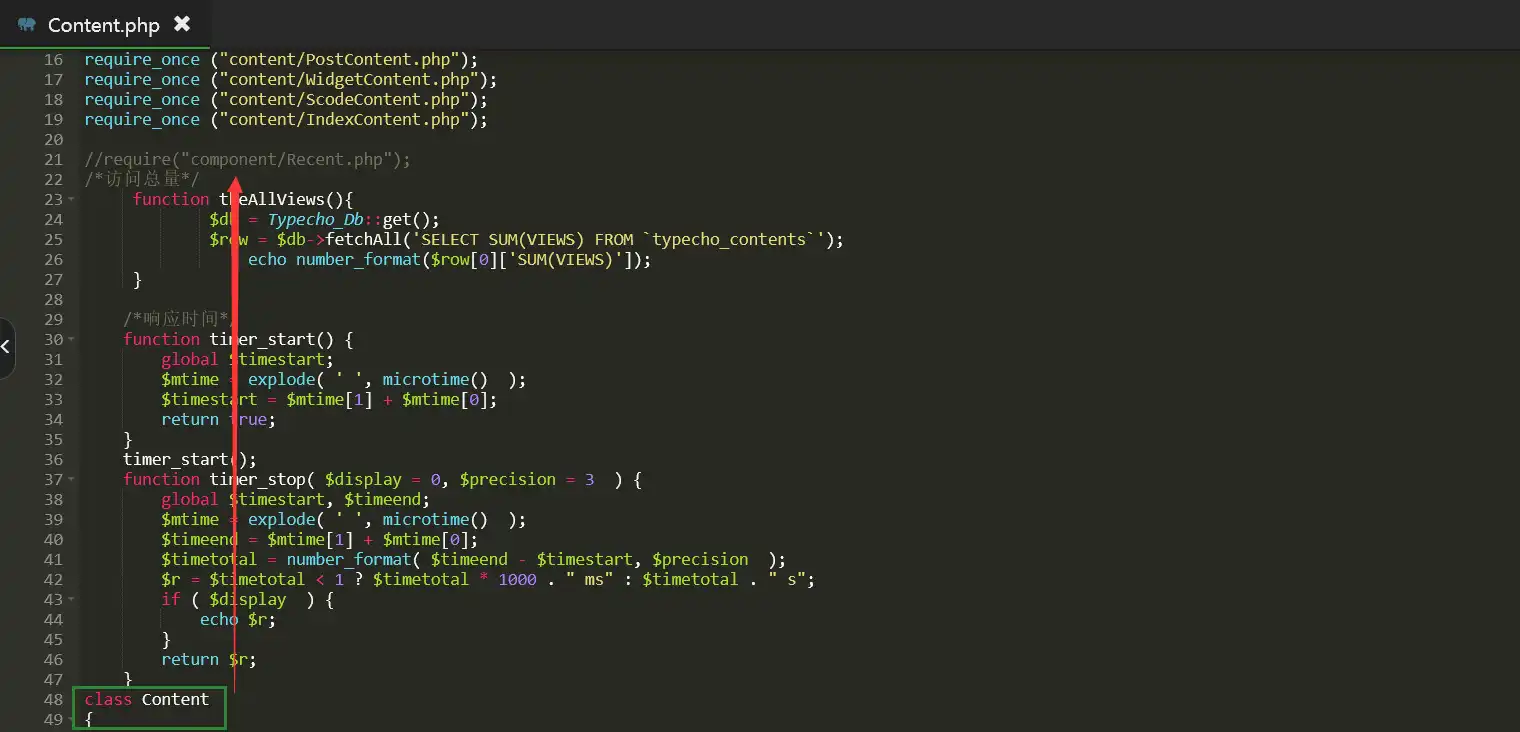 Content.php ✖
16 require_once ("content/PostContent.php");
17 require_once ("content/WidgetContent.php");
18 require_once ("content/ScodeContent.php");
19 require_once ("content/IndexContent.php");
20
21 //require("component/Recent.php");
22 /*访问总量*/
23 function theAllViews(){
24 $db = Typecho_Db::get();
25 $row = $db->fetchAll('SELECT SUM(VIEWS) FROM `typecho_contents`');
26 echo number_format($row[0]['SUM(VIEWS)']);
27 }
28
29 /*响应时间*/
30 function timer_start() {
31 global $timestart;
32 $mtime = explode( ' ', microtime() );
33 $timestart = $mtime[1] + $mtime[0];
34 return true;
35 }
36 timer_start();
37 function timer_stop( $display = 0, $precision = 3 ) {
38 global $timestart, $timeend;
39 $mtime = explode( ' ', microtime() );
40 $timeend = $mtime[1] + $mtime[0];
41 $timetotal = number_format( $timeend - $timestart, $precision );
42 $r = $timetotal < 1 ? $timetotal * 1000 . " ms" : $timetotal . " s";
43 if ( $display ) {
44 echo $r;
45 }
46 return $r;
47 }
48 class Content
49 {